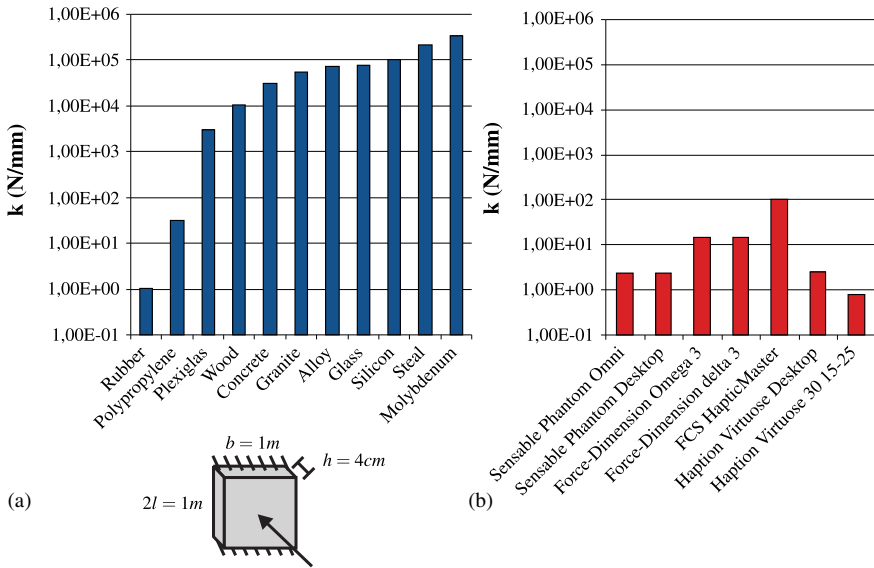 k (N/mm)
1,00E+06
1,00E+05
1,00E+04
1,00E+03
1,00E+02
1,00E+01
1,00E+00
1,00E-01
Rubber
Polypropylene
Plexiglas
Wood
Concrete
Granite
Alloy
Glass
Silicon
Steal
Molybdenum
b = 1m
h = 4cm
2l = 1m
(a)
k (N/mm)
1,00E+06
1,00E+05
1,00E+04
1,00E+03
1,00E+02
1,00E+01
1,00E+00
1,00E-01
Sensable Phantom Omni
Sensable Phantom Desktop
Force-Dimension Omega 3
Force-Dimension delta 3
FCS HapticMaster
Haption Virtuose Desktop
Haption Virtuose 30 15-25
(b)